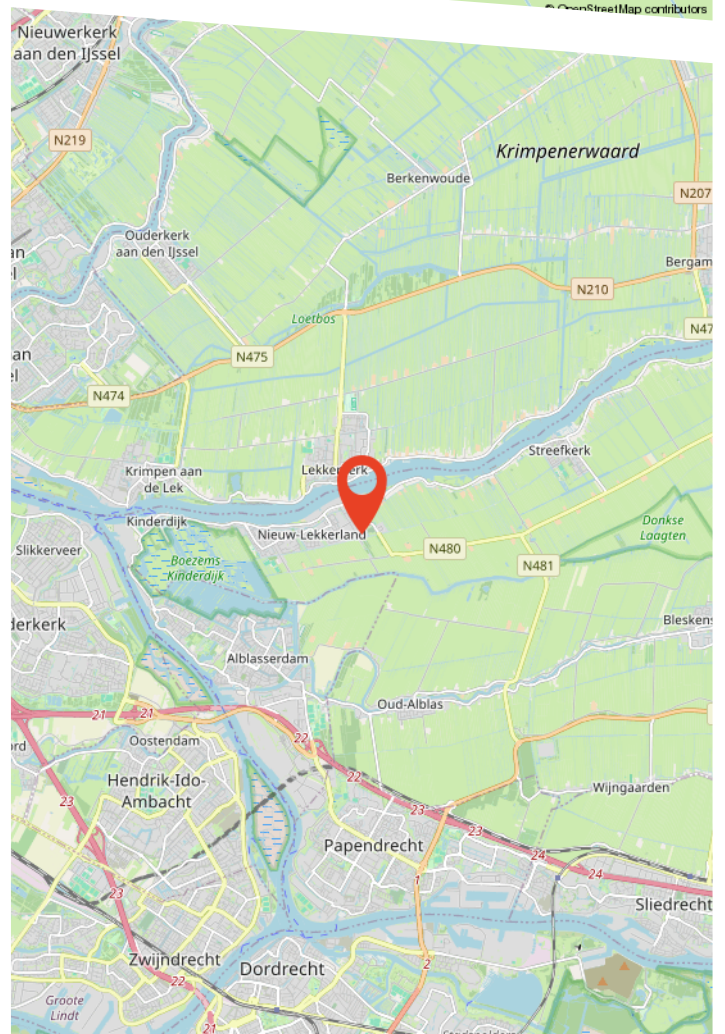 © OpenStreetMap contributors
Nieuwerkerk
aan den IJssel
N219
Krimpenerwaard
Berkenwoude
N207
Ouderkerk
aan den IJssel
Bergam
N210
Loetbos
N47
N475
N474
Streefkerk
Lekkerkerk
Krimpen aan
de Lek
Kinderdijk
Nieuw-Lekkerland
Donkse
Laagten
Slikkerveer
N480
Boezems
Kinderdijk
N481
derkerk
Blesken
Alblasserdam
Oud-Alblas
21
21
22
Oostendam
22
Hendrik-Ido-
Ambacht
Wijngaarden
23
23
23
Papendrecht
24
24
1
23
Sliedrecht
Zwijndrecht
Dordrecht
2
22
Groote
Lindt
21